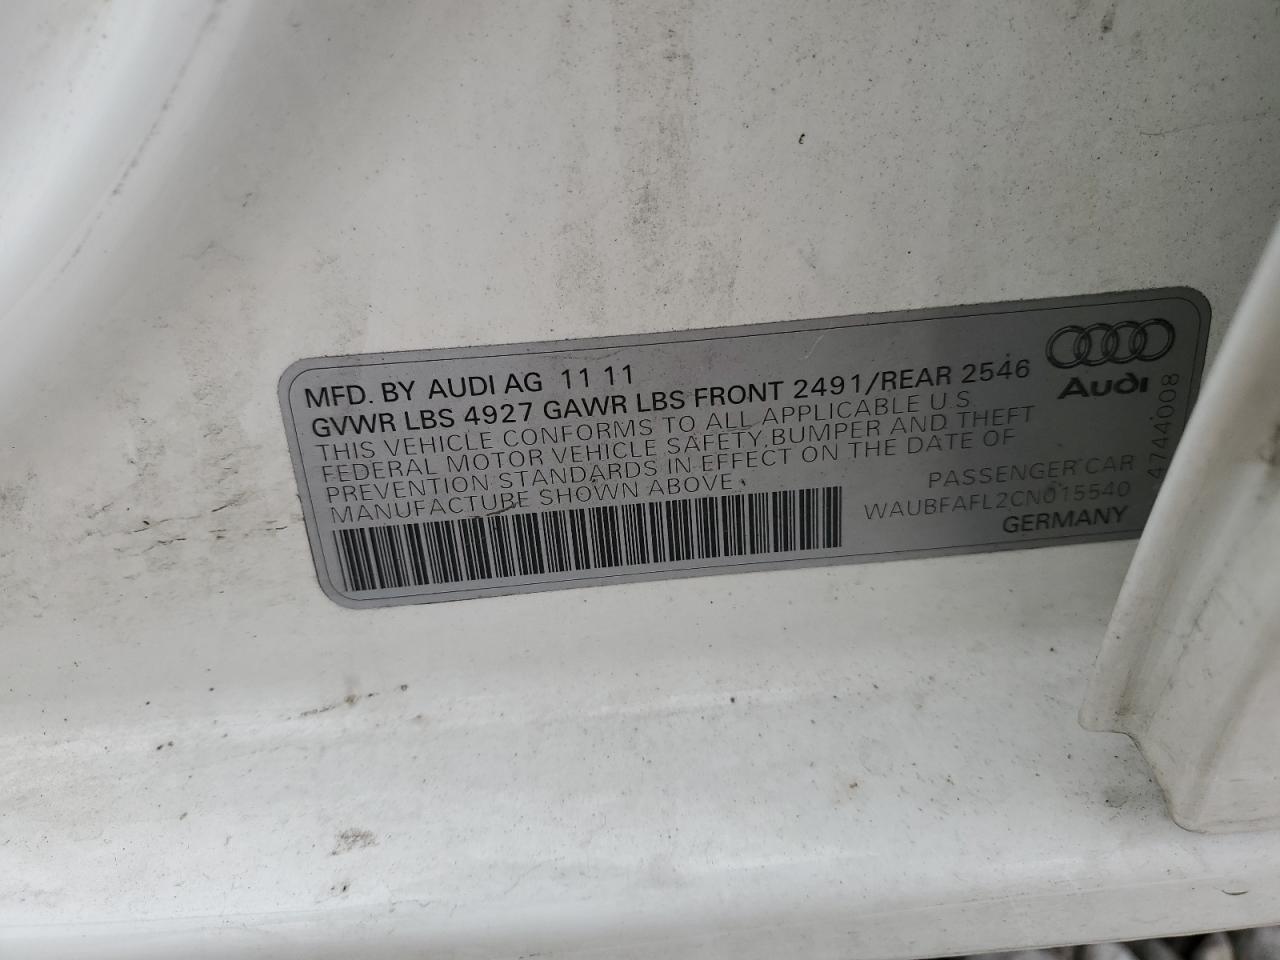 MFD. BY AUDI AG 11 11
GVWR LBS 4927 GAWR LBS FRONT 2491/REAR 2546
THIS VEHICLE CONFORMS TO ALL APPLICABLE U.S.
FEDERAL MOTOR VEHICLE SAFETY, BUMPER AND THEFT
PREVENTION STANDARDS IN EFFECT ON THE DATE OF
MANUFACTURE SHOWN ABOVE.
Audi
PASSENGER CAR
WAUBFAFL2CN015540
GERMANY
4744008